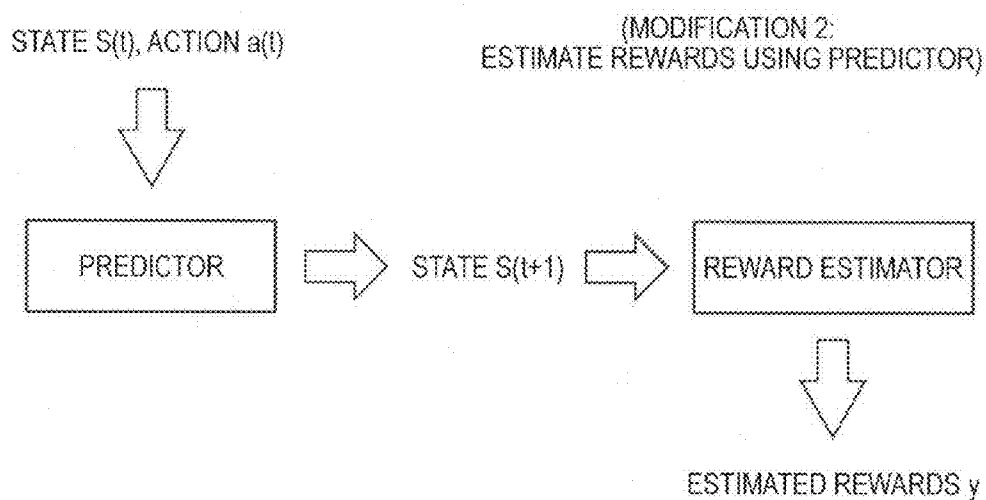 STATE S(t), ACTION a(t)
(MODIFICATION 2:
ESTIMATE REWARDS USING PREDICTOR)
PREDICTOR
STATE S(t+1)
REWARD ESTIMATOR
ESTIMATED REWARDS y